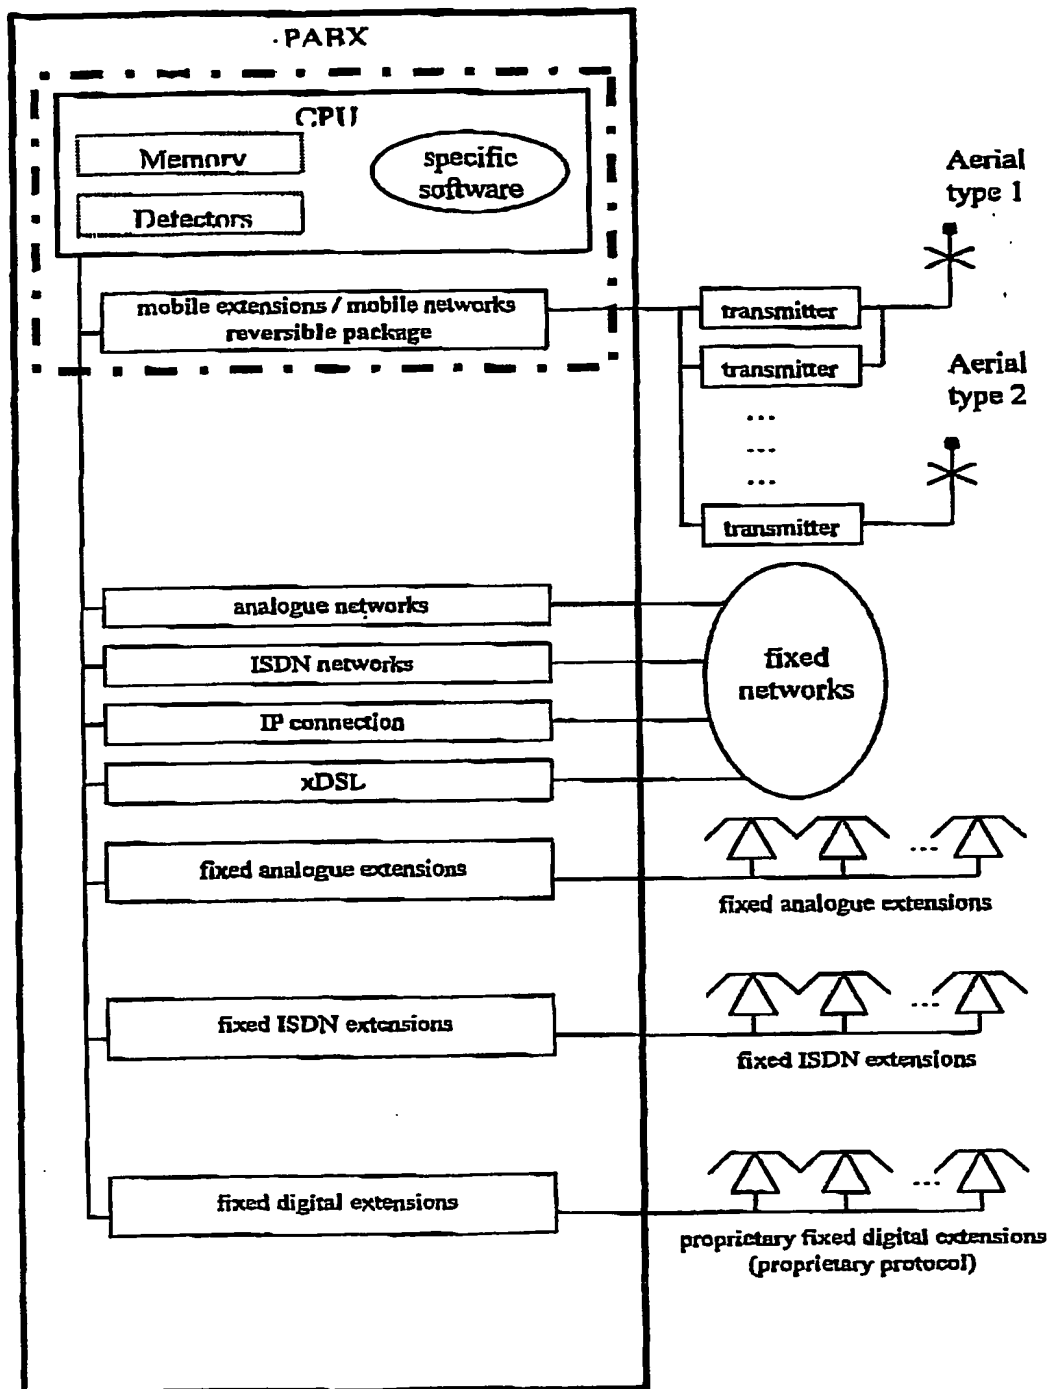 PABX
CPU
Memory
Detectors
specific
software
mobile extensions / mobile networks
reversible package
transmitter
transmitter
...
...
...
transmitter
Aerial
type 1
Aerial
type 2
analogue networks
ISDN networks
IP connection
xDSL
fixed
networks
fixed analogue extensions
...
fixed analogue extensions
fixed ISDN extensions
...
fixed ISDN extensions
fixed digital extensions
...
proprietary fixed digital extensions
(proprietary protocol)